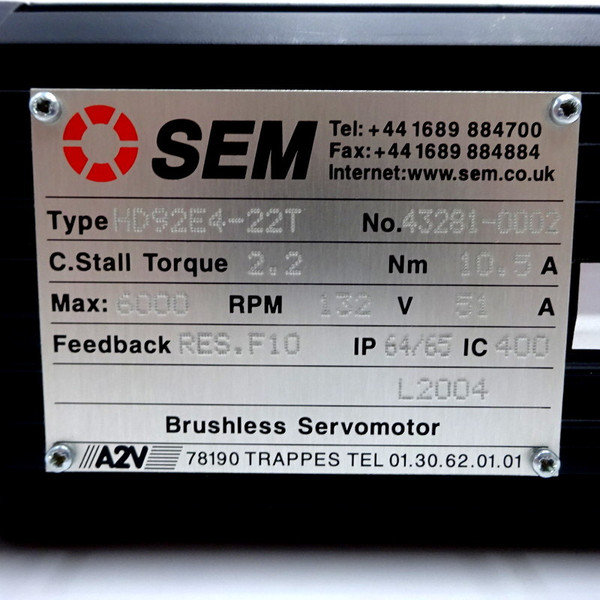 SEM
Tel: +44 1689 884700
Fax: +44 1689 884884
Internet: www.sem.co.uk
Type HD92E4-22T No. 43281-0002
C.Stall Torque 2.2 Nm 10.5 A
Max: 6000 RPM 132 V 51 A
Feedback RES.F10 IP 64/65 IC 400
L2004
Brushless Servomotor
A2V 78190 TRAPPES TEL 01.30.62.01.01